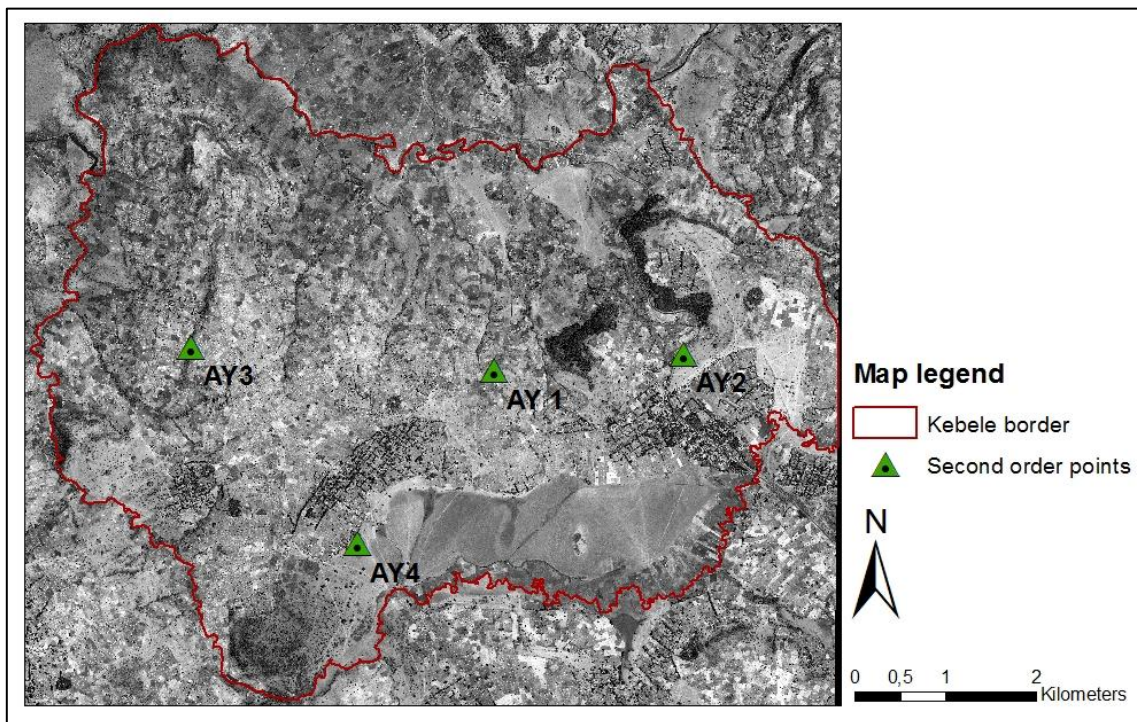 AY3
AY 1
AY2
AY4
Map legend
Kebele border
Second order points
N
0 0,5 1 2
Kilometers